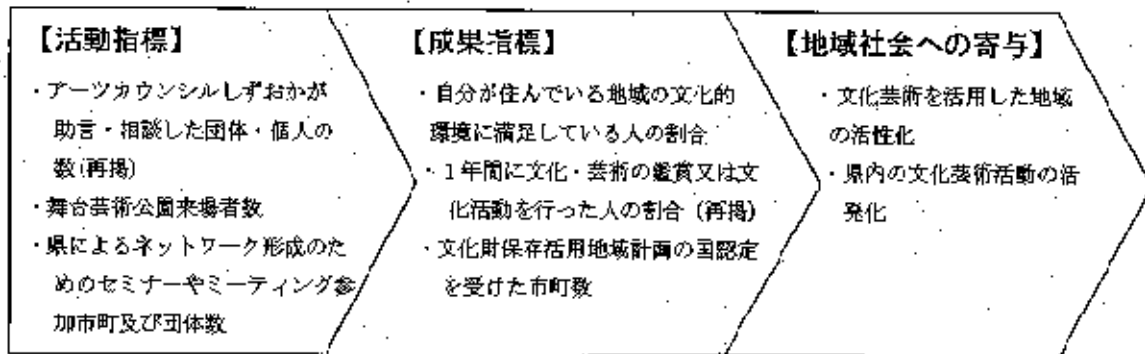 【活動指標】
・アーツカウンシルしずおかが
助言・相談した団体・個人の
数(再掲)
・舞台芸術公園来場者数
・県によるネットワーク形成のた
めのセミナーやミーティング参
加市町及び団体数
【成果指標】
・自分が住んでいる地域の文化的
環境に満足している人の割合
・1年間に文化・芸術の鑑賞又は文
化活動を行った人の割合（再掲）
・文化財保存活用地域計画の国認定
を受けた市町数
【地域社会への寄与】
・文化芸術を活用した地域
の活性化
・県内の文化芸術活動の活
発化